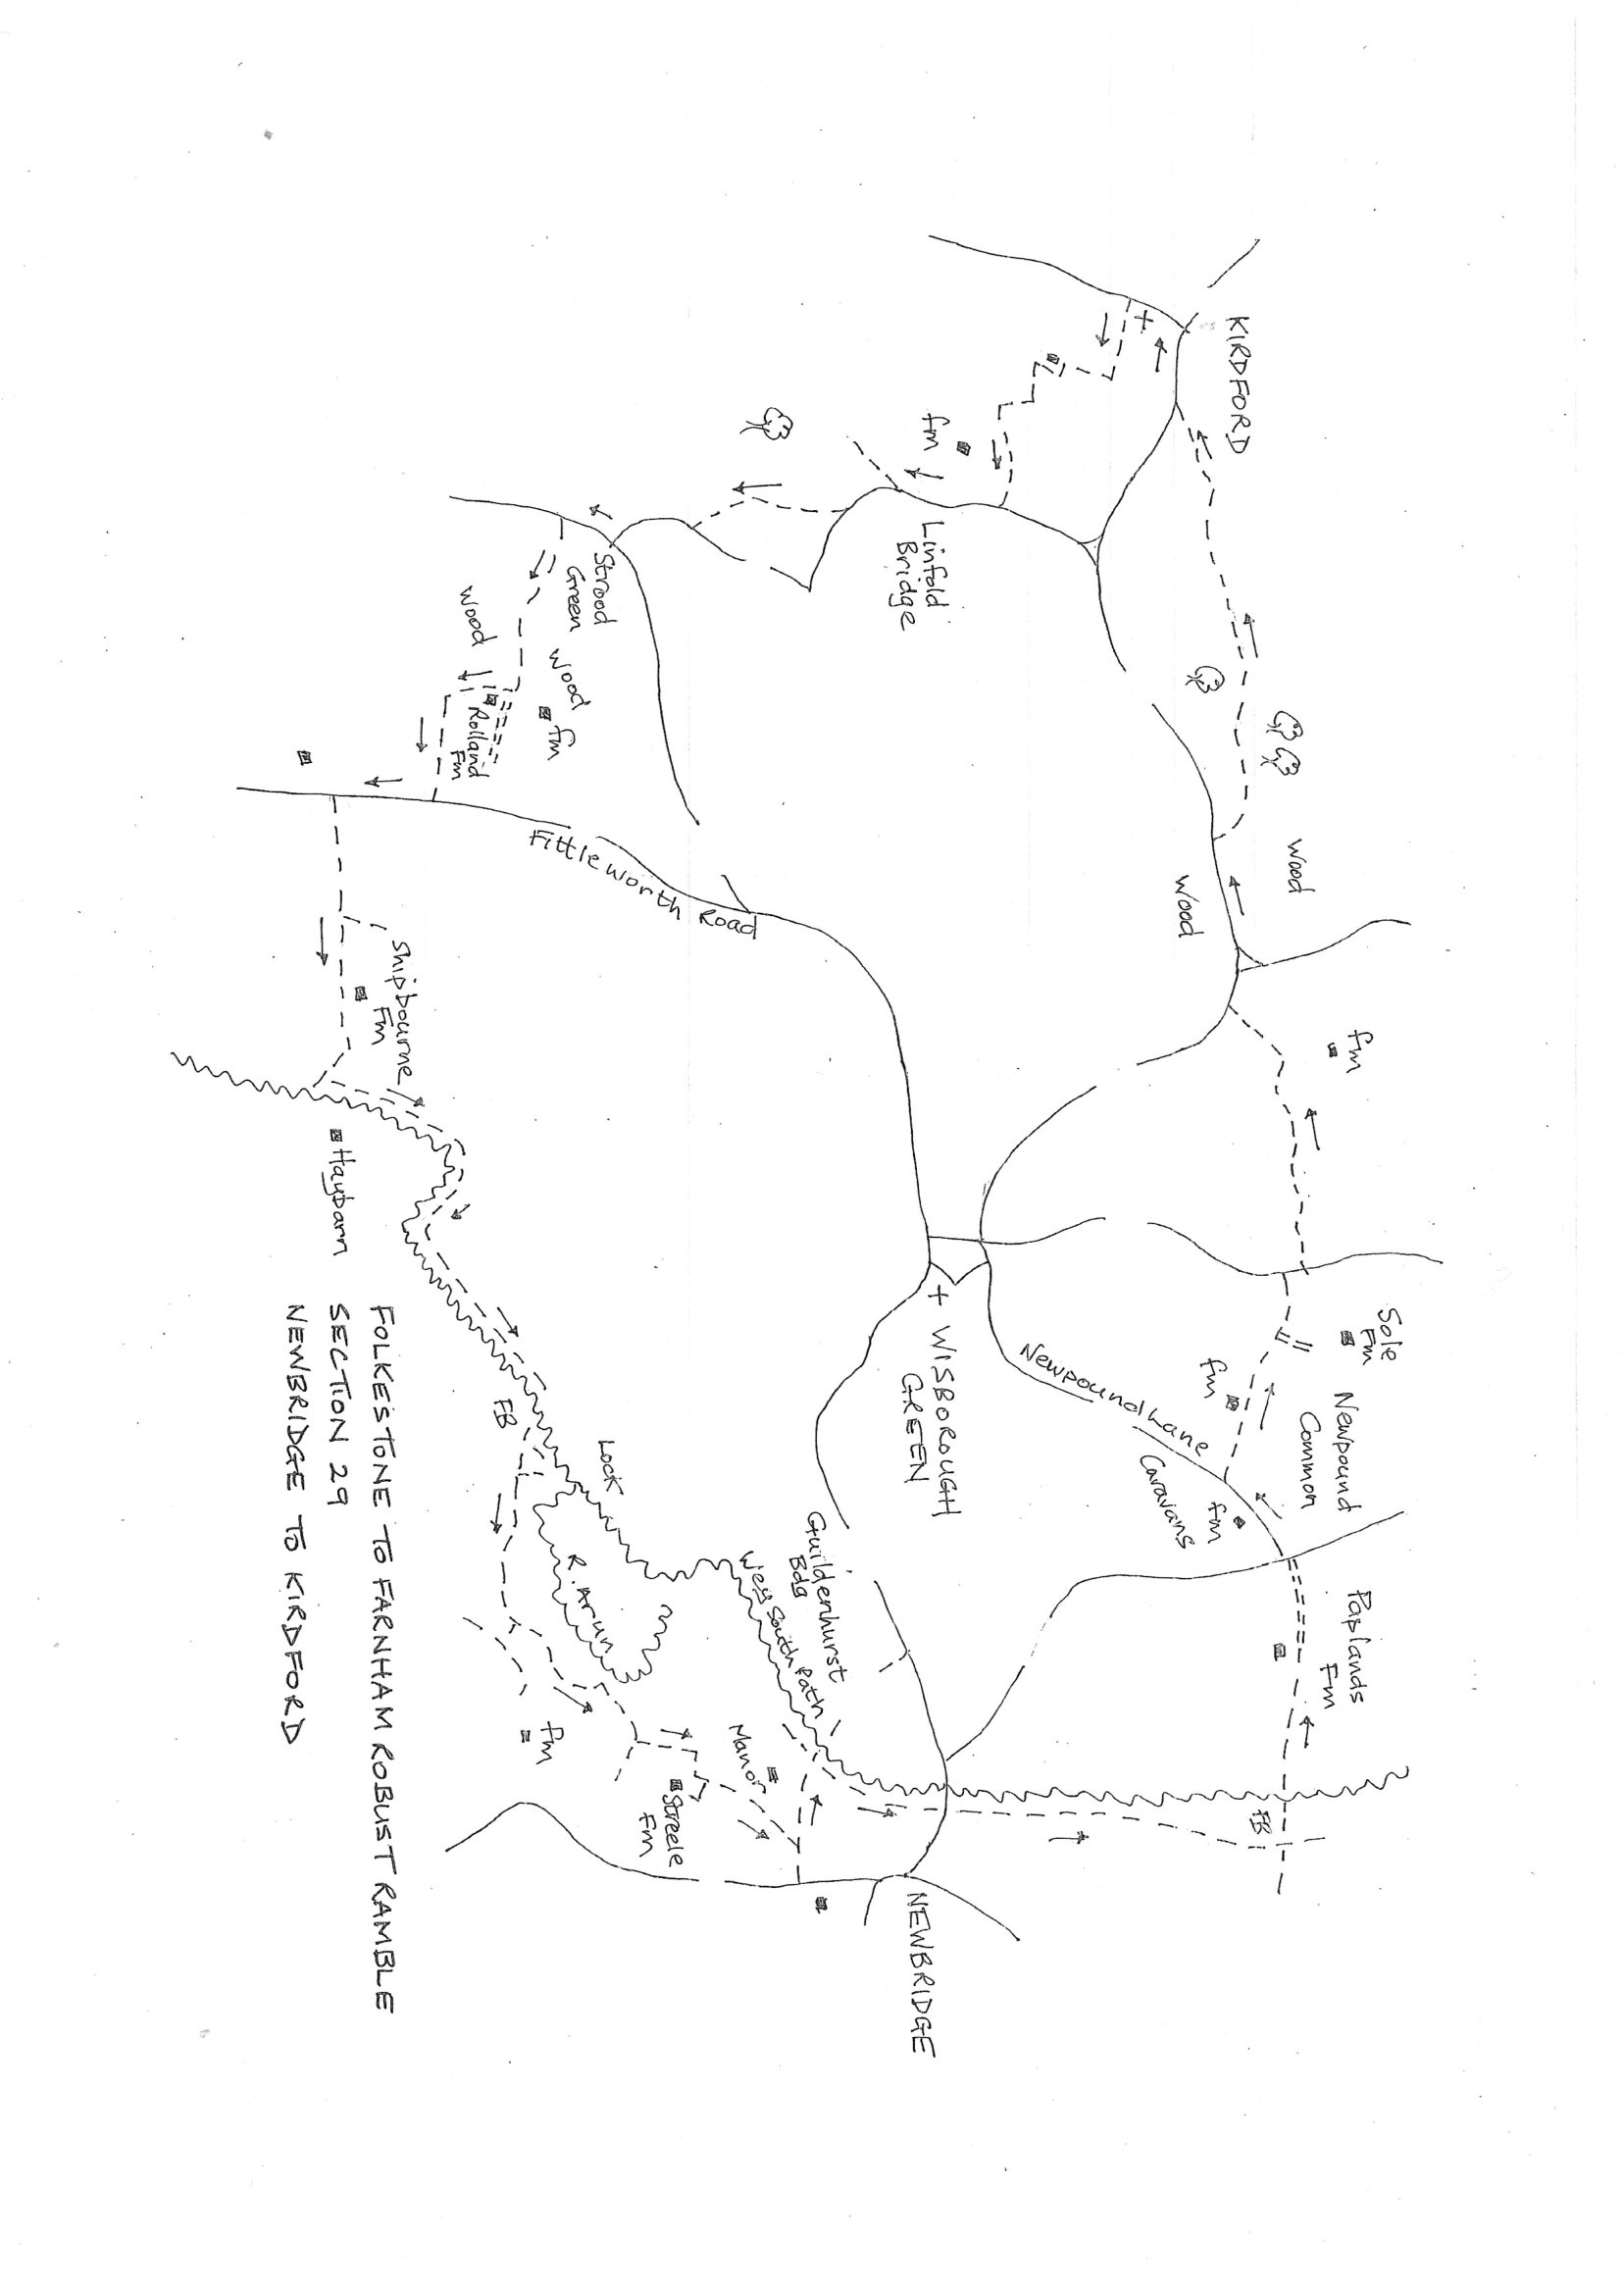 KIRDFORD
Wood
Wood
fm
Sole
Fm
Newpound
Common
fm
fm
Caravans
Paplands
Fm
FB
Newpound Lane
Linfold
Bridge
fm
WISBOROUGH
GREEN
Guildenhurst
Bdg
Wey South Path
NEWBRIDGE
Strood
Green
Wood
fm
Wood
Rolland
Fm
Fittleworth Road
Lock
R. Arun
Manor
Streele
Fm
fm
FB
Shipbourne
Fm
Haybarn
FOLKESTONE TO FARNHAM ROBUST RAMBLE
SECTION 29
NEWBRIDGE TO KIRDFORD